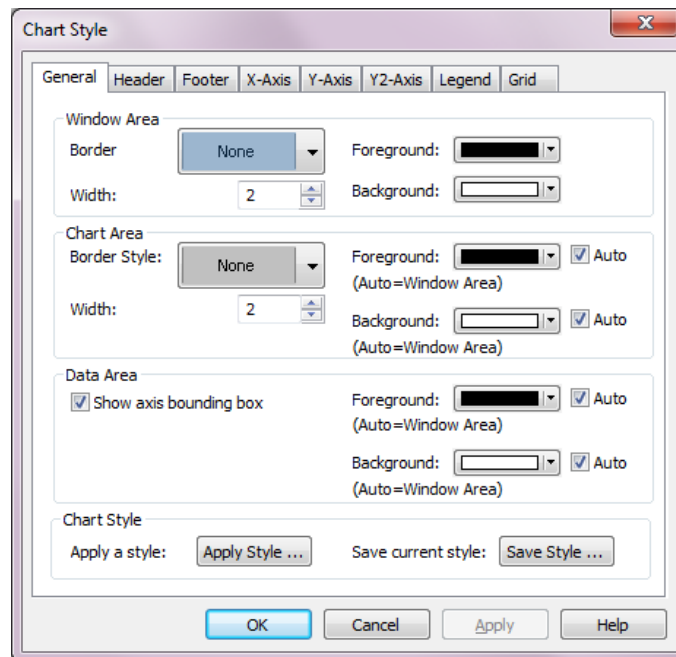 Chart Style
General Header Footer X-Axis Y-Axis Y2-Axis Legend Grid
Window Area
Border None Foreground:
Width: 2 Background:
Chart Area
Border Style: None Foreground: Auto
(Auto=Window Area)
Width: 2
Background: Auto
(Auto=Window Area)
Data Area
Show axis bounding box Foreground: Auto
(Auto=Window Area)
Background: Auto
(Auto=Window Area)
Chart Style
Apply a style: Apply Style ... Save current style: Save Style ...
OK Cancel Apply Help